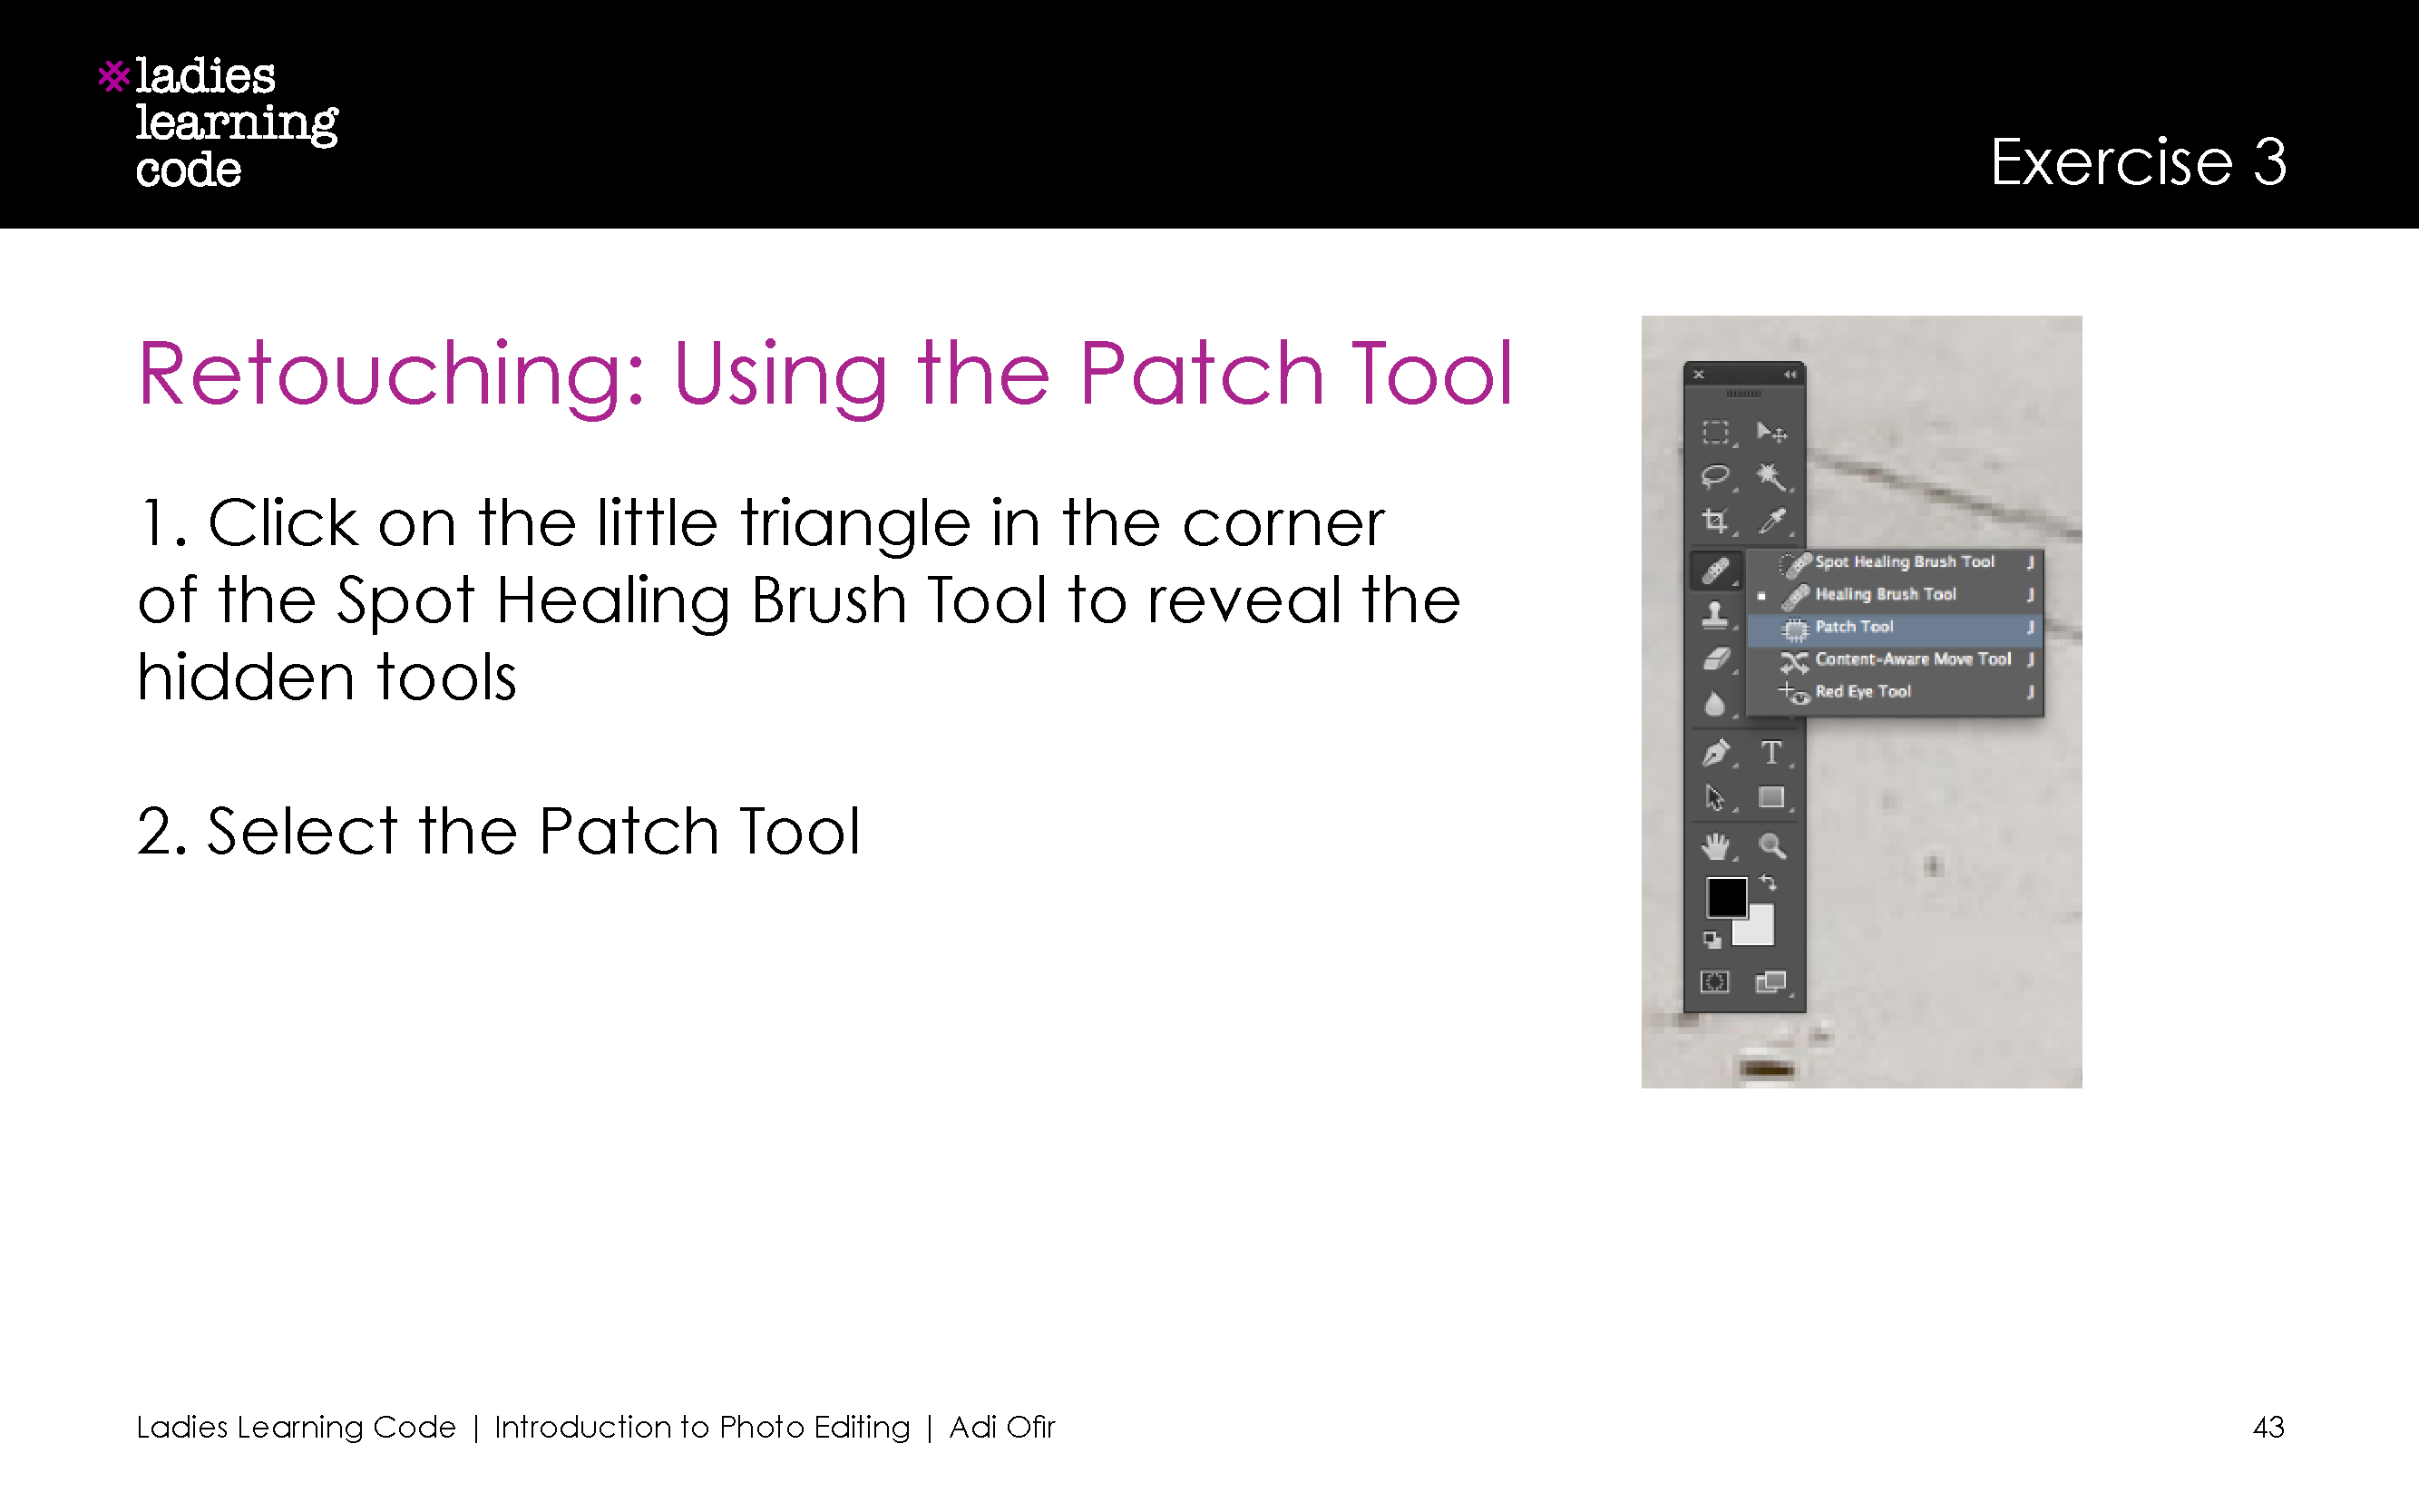 ladies
learning
code
Exercise 3
Retouching: Using the Patch Tool
1. Click on the little triangle in the corner
of the Spot Healing Brush Tool to reveal the
hidden tools
2. Select the Patch Tool
Spot Healing Brush Tool J
Healing Brush Tool J
Patch Tool J
Content-Aware Move Tool J
Red Eye Tool J
T
Ladies Learning Code | Introduction to Photo Editing | Adi Ofir
43